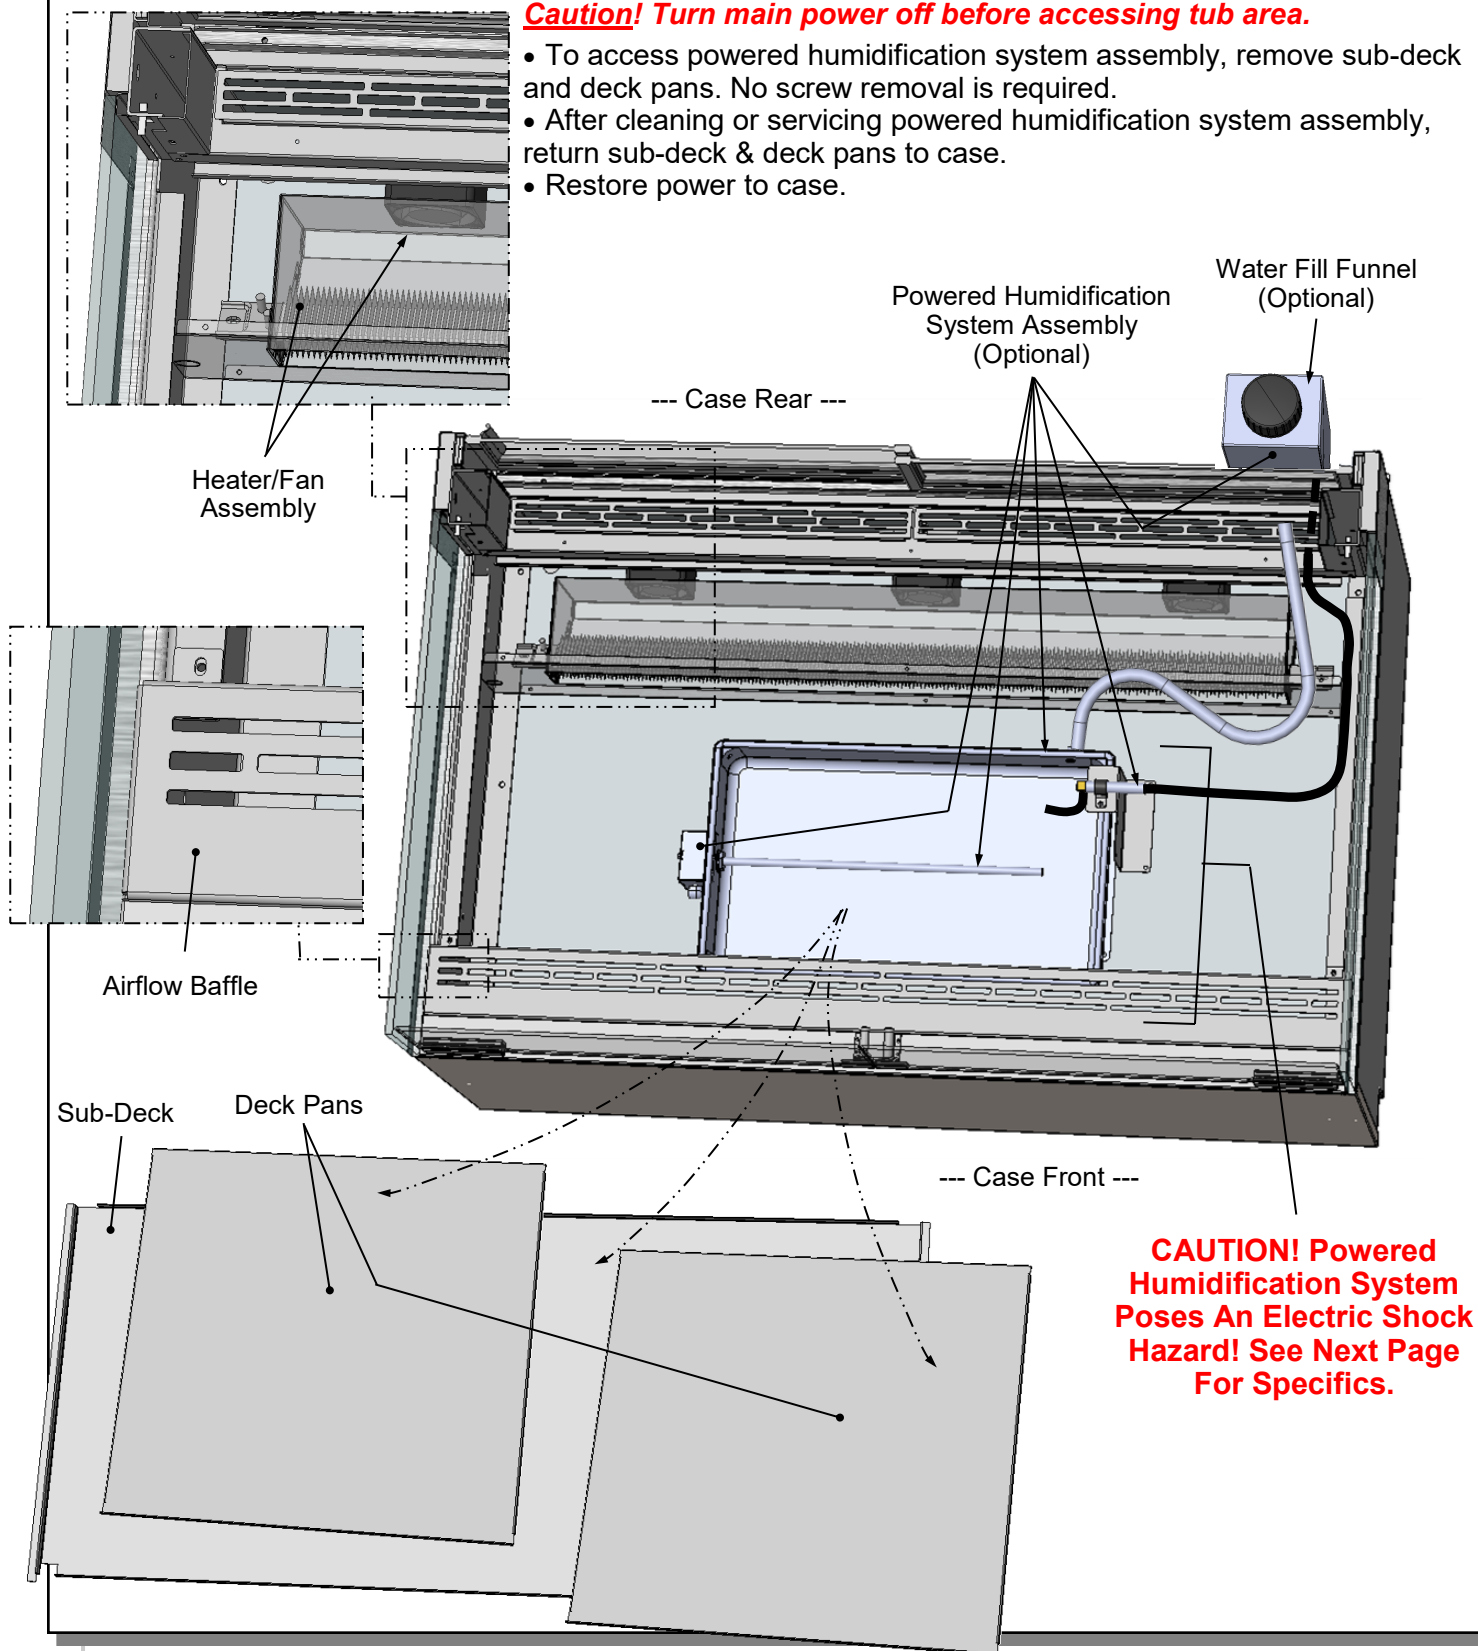 Caution! Turn main power off before accessing tub area.
• To access powered humidification system assembly, remove sub-deck
and deck pans. No screw removal is required.
• After cleaning or servicing powered humidification system assembly,
return sub-deck & deck pans to case.
• Restore power to case.
Water Fill Funnel
(Optional)
Powered Humidification
System Assembly
(Optional)
--- Case Rear ---
Heater/Fan
Assembly
Airflow Baffle
Sub-Deck
Deck Pans
--- Case Front ---
CAUTION! Powered
Humidification System
Poses An Electric Shock
Hazard! See Next Page
For Specifics.